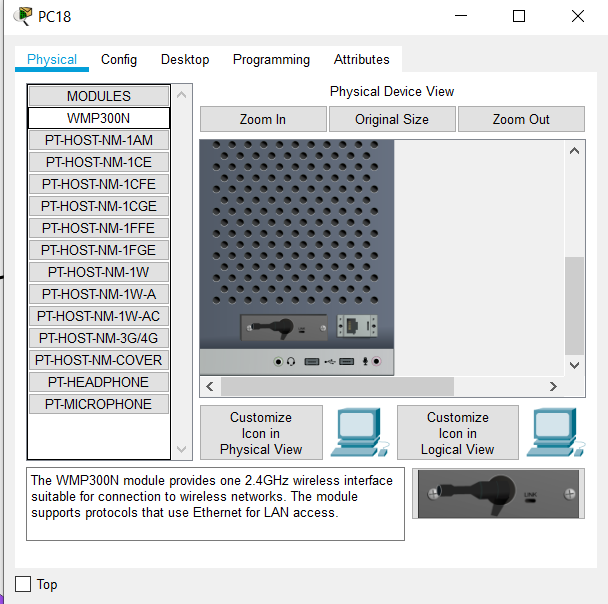 PC18
Physical
Config
Desktop
Programming
Attributes
MODULES
WMP300N
PT-HOST-NM-1AM
PT-HOST-NM-1CE
PT-HOST-NM-1CFE
PT-HOST-NM-1CGE
PT-HOST-NM-1FFE
PT-HOST-NM-1FGE
PT-HOST-NM-1W
PT-HOST-NM-1W-A
PT-HOST-NM-1W-AC
PT-HOST-NM-3G/4G
PT-HOST-NM-COVER
PT-HEADPHONE
PT-MICROPHONE
Physical Device View
Zoom In
Original Size
Zoom Out
Customize
Icon in
Physical View
Customize
Icon in
Logical View
The WMP300N module provides one 2.4GHz wireless interface
suitable for connection to wireless networks. The module
supports protocols that use Ethernet for LAN access.
LINK
Top